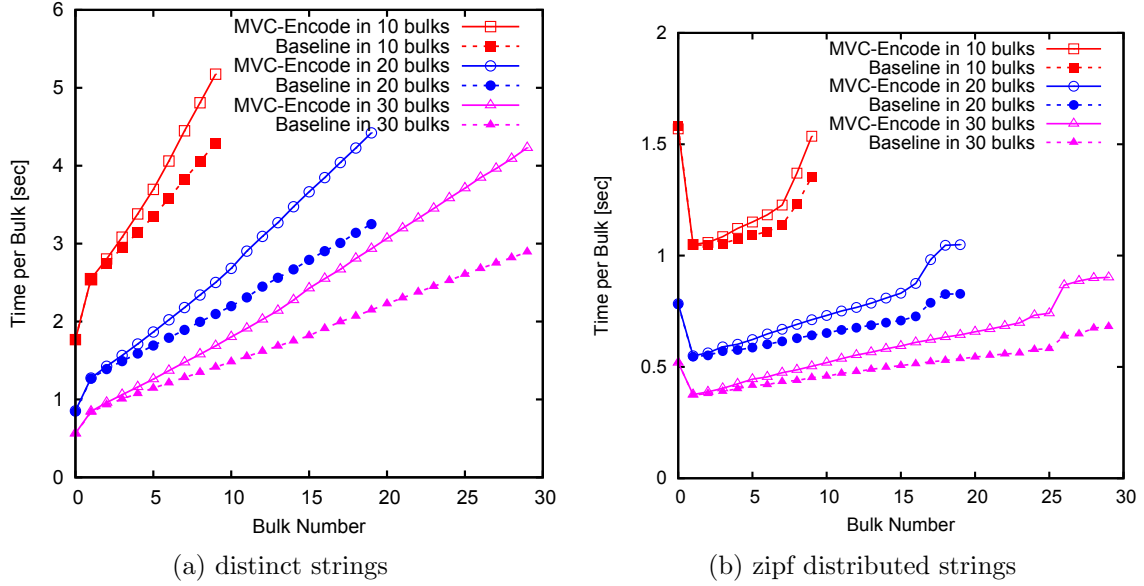 6
5
4
3
2
1
0
Time per Bulk [sec]
MVC-Encode in 10 bulks
Baseline in 10 bulks
MVC-Encode in 20 bulks
Baseline in 20 bulks
MVC-Encode in 30 bulks
Baseline in 30 bulks
0 5 10 15 20 25 30
Bulk Number
(a) distinct strings
2
1.5
1
0.5
0
Time per Bulk [sec]
MVC-Encode in 10 bulks
Baseline in 10 bulks
MVC-Encode in 20 bulks
Baseline in 20 bulks
MVC-Encode in 30 bulks
Baseline in 30 bulks
0 5 10 15 20 25 30
Bulk Number
(b) zipf distributed strings